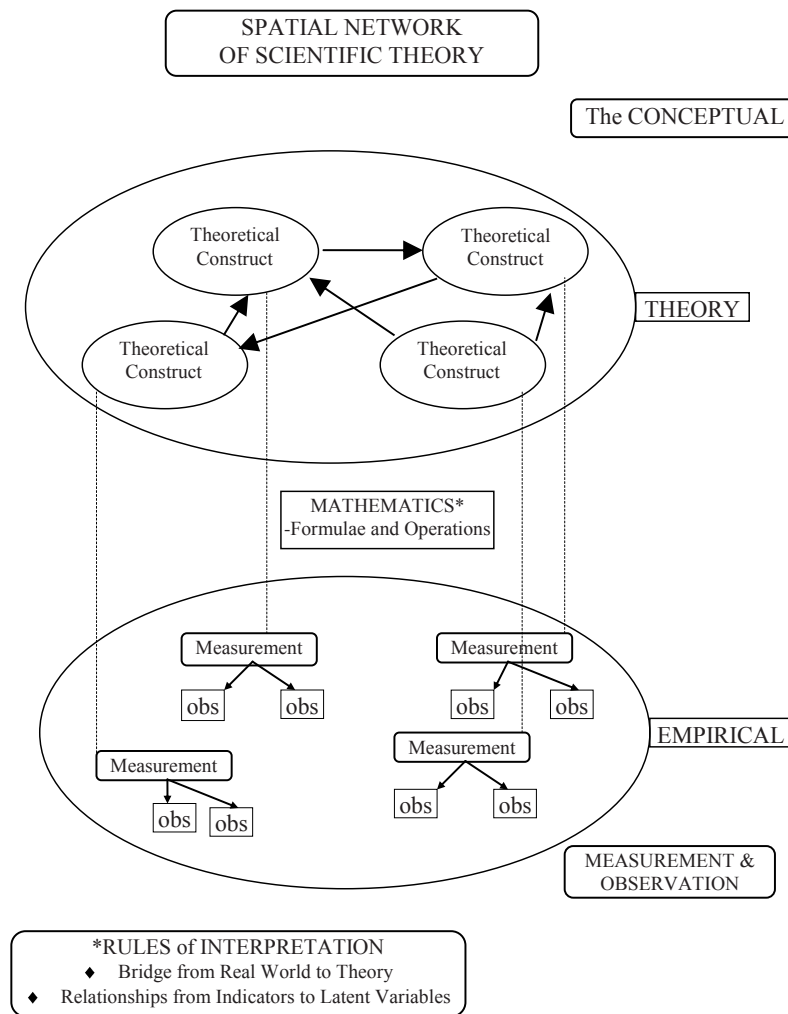 SPATIAL NETWORK
OF SCIENTIFIC THEORY
The CONCEPTUAL
Theoretical
Construct
Theoretical
Construct
THEORY
Theoretical
Construct
Theoretical
Construct
MATHEMATICS*
-Formulae and Operations
Measurement
obs
obs
Measurement
obs
obs
EMPIRICAL
Measurement
obs
obs
Measurement
obs
obs
MEASUREMENT &
OBSERVATION
*RULES of INTERPRETATION
♦ Bridge from Real World to Theory
♦ Relationships from Indicators to Latent Variables